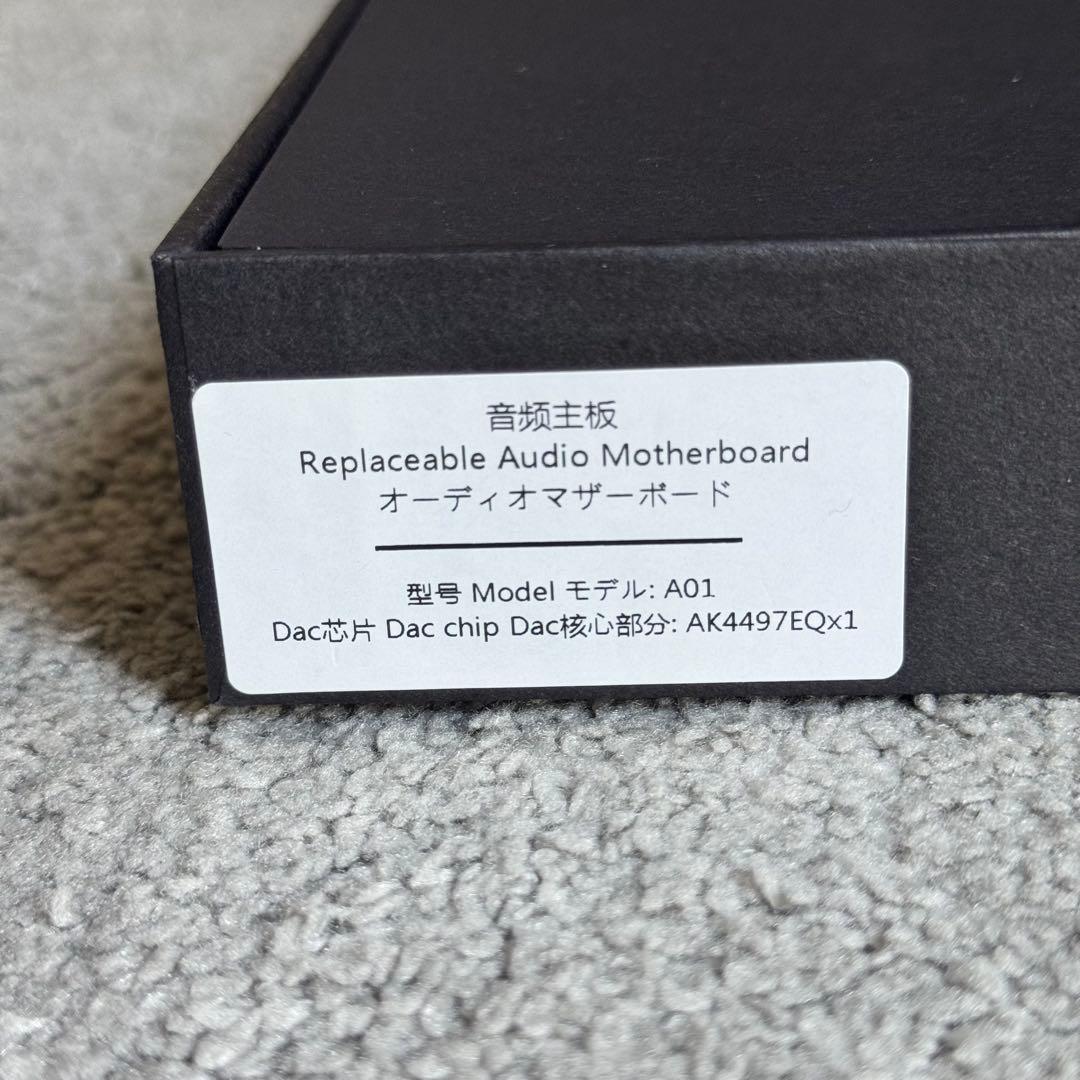 音频主板
Replaceable Audio Motherboard
オーディオマザーボード
型号 Model モデル: A01
Dac芯片 Dac chip Dac核心部分: AK4497EQx1